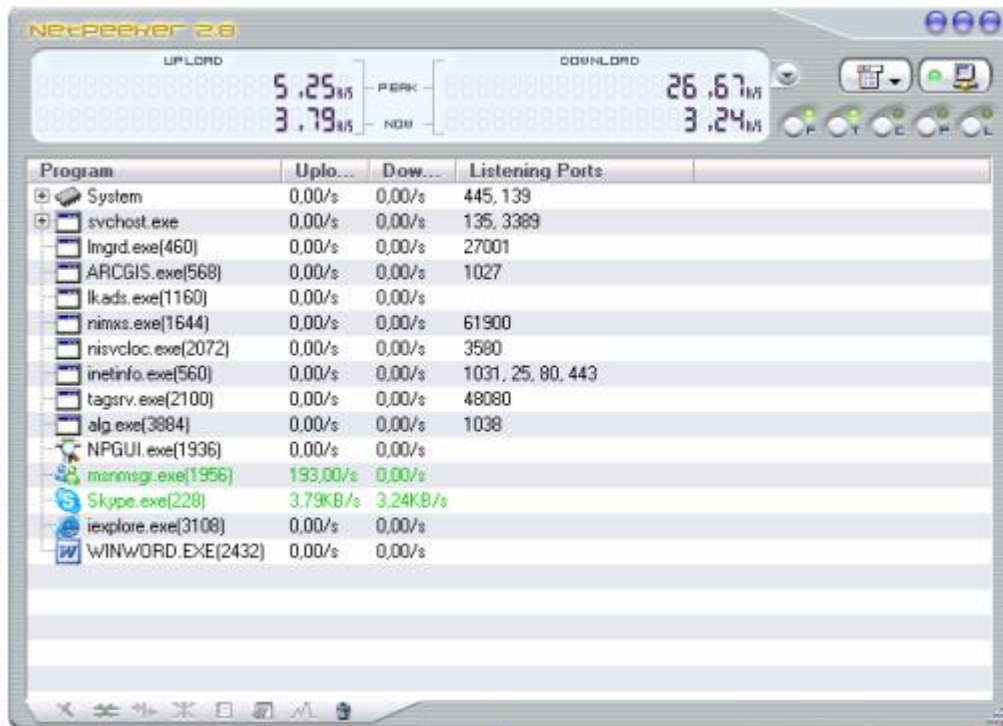 NetPeeker 2.8
UPLOAD DOWNLOAD
5,25K/S PEAK 26,67K/S
3,79K/S NOW 3,24K/S
F T C P L
Program Uplo... Dow... Listening Ports
System 0,00/s 0,00/s 445, 139
svchost.exe 0,00/s 0,00/s 135, 3389
lmgrd.exe(460) 0,00/s 0,00/s 27001
ARCGIS.exe(568) 0,00/s 0,00/s 1027
lkads.exe(1160) 0,00/s 0,00/s
nimxs.exe(1644) 0,00/s 0,00/s 61900
nisvcloc.exe(2072) 0,00/s 0,00/s 3580
inetinfo.exe(560) 0,00/s 0,00/s 1031, 25, 80, 443
tagsrv.exe(2100) 0,00/s 0,00/s 48080
alg.exe(3884) 0,00/s 0,00/s 1038
NPGUI.exe(1936) 0,00/s 0,00/s
msnmsgr.exe(1956) 193,00/s 0,00/s
Skype.exe(228) 3,79KB/s 3,24KB/s
iexplore.exe(3108) 0,00/s 0,00/s
WINWORD.EXE(2432) 0,00/s 0,00/s